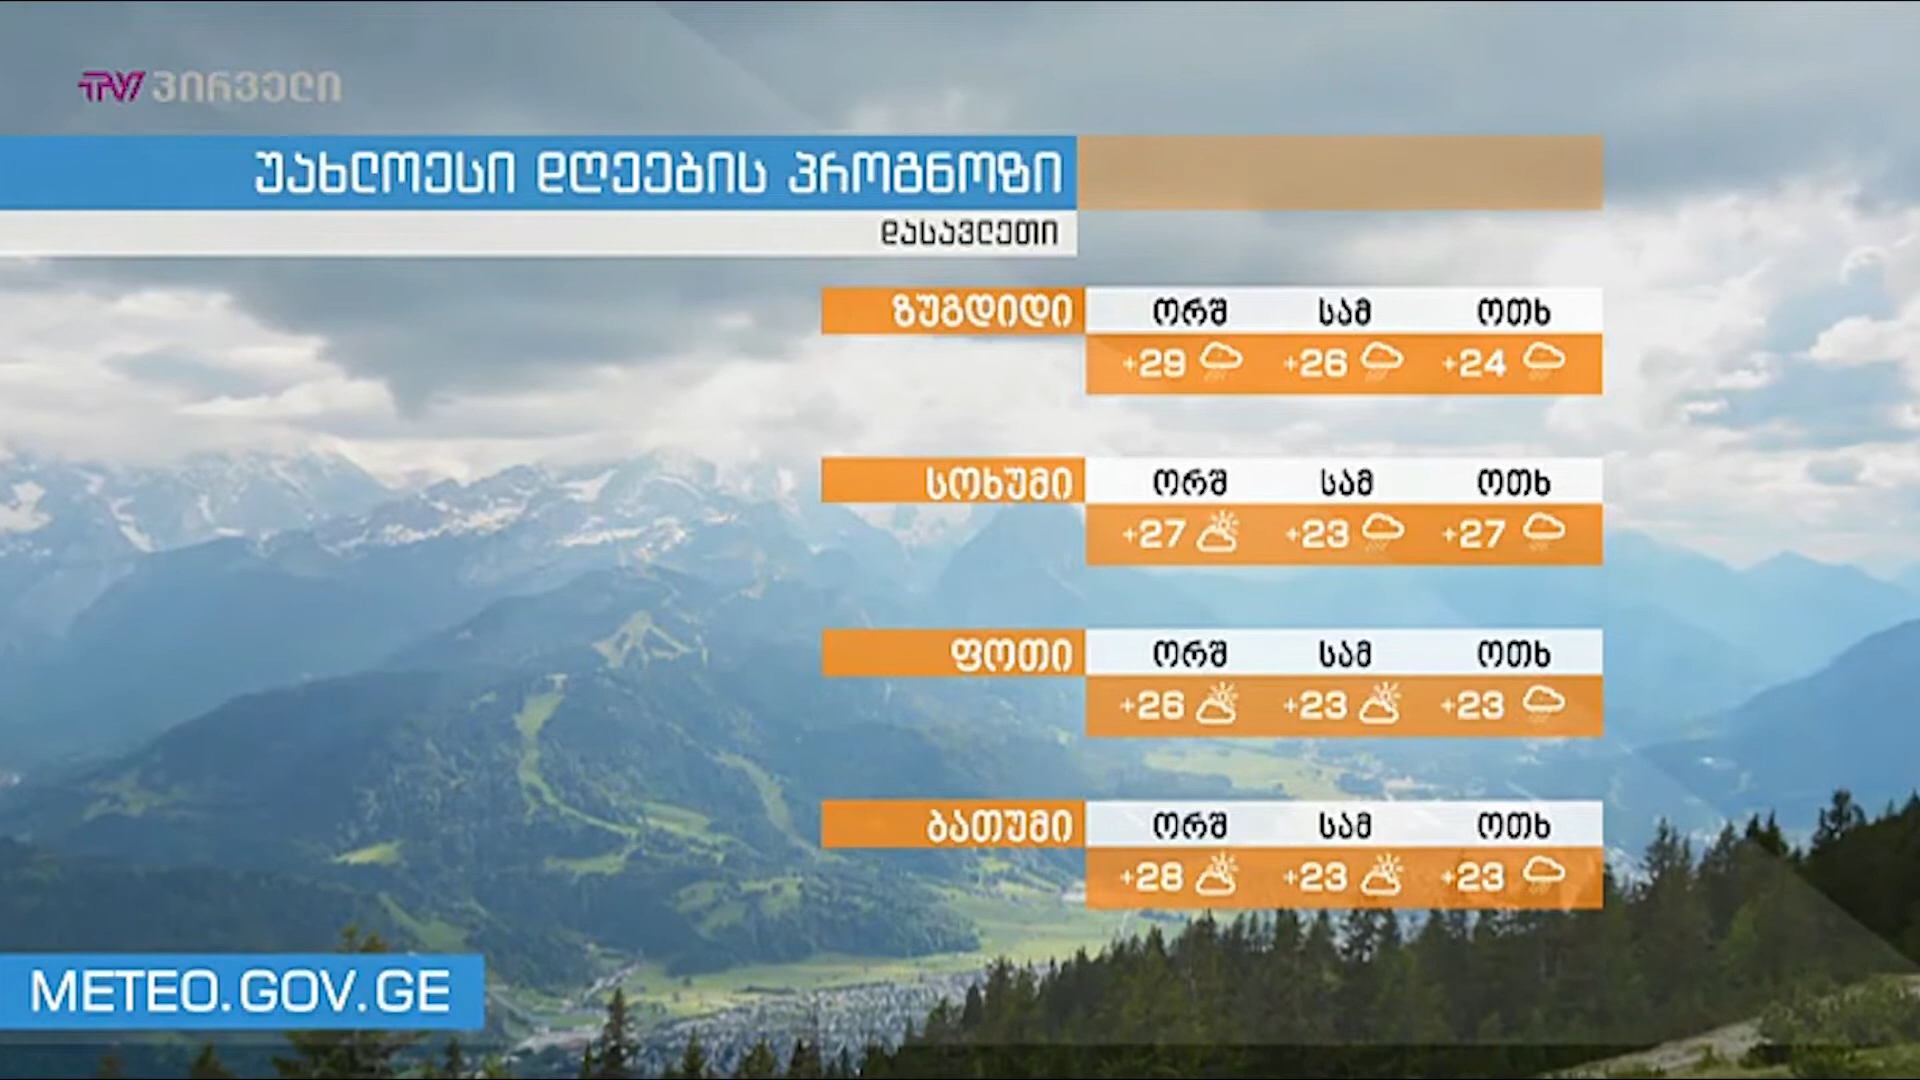 TV პირველი
უახლოესი დღეების პროგნოზი
დასავლეთი
ზუგდიდი ორშ სამ ოთხ
+29 +26 +24
სოხუმი ორშ სამ ოთხ
+27 +23 +27
ფოთი ორშ სამ ოთხ
+26 +23 +23
ბათუმი ორშ სამ ოთხ
+28 +23 +23
METEO.GOV.GE